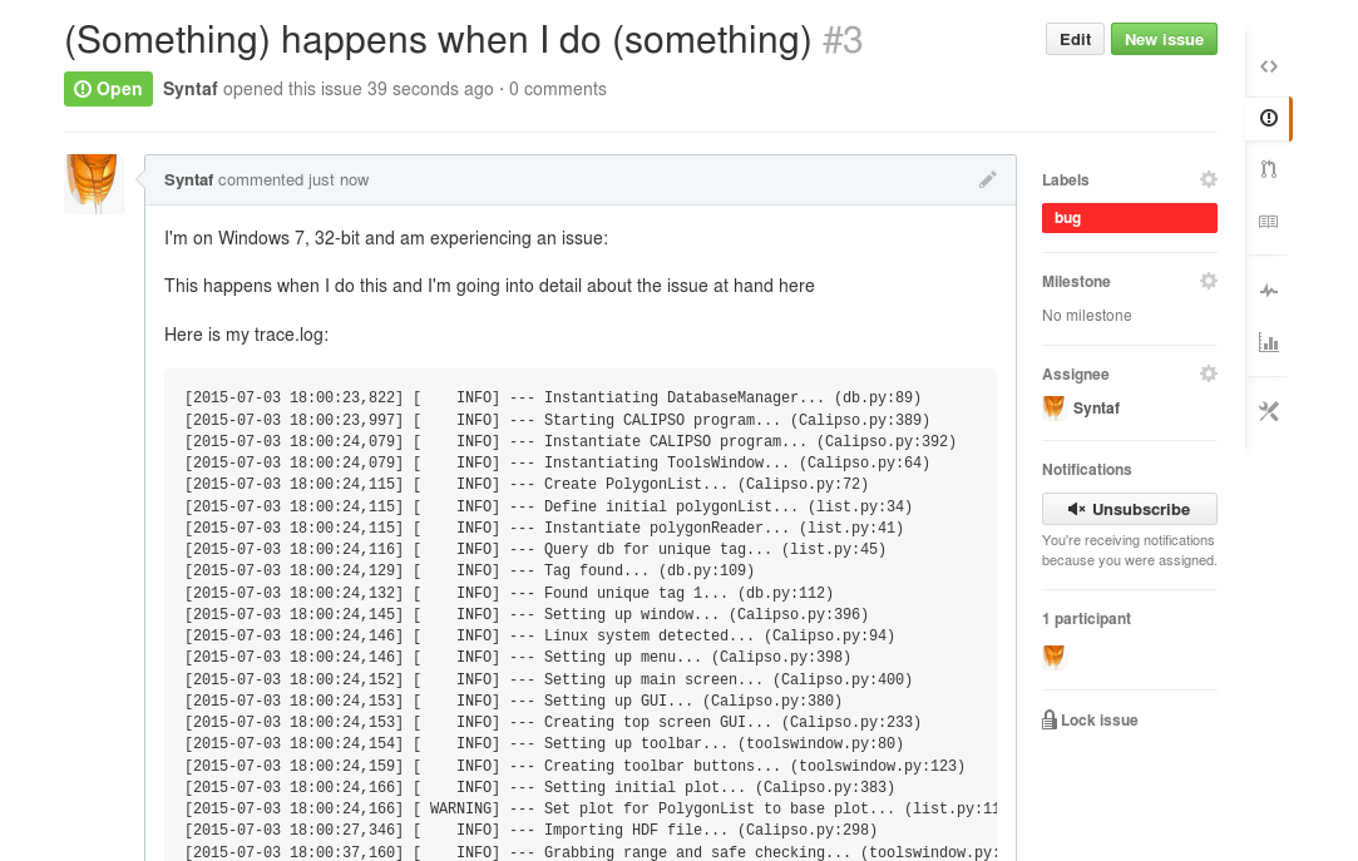 (Something) happens when I do (something) #3
Edit
New issue
Open
Syntaf opened this issue 39 seconds ago · 0 comments
Syntaf commented just now
I'm on Windows 7, 32-bit and am experiencing an issue:
This happens when I do this and I'm going into detail about the issue at hand here
Here is my trace.log:
[2015-07-03 18:00:23,822] [    INFO] --- Instantiating DatabaseManager... (db.py:89)
[2015-07-03 18:00:23,997] [    INFO] --- Starting CALIPSO program... (Calipso.py:389)
[2015-07-03 18:00:24,079] [    INFO] --- Instantiate CALIPSO program... (Calipso.py:392)
[2015-07-03 18:00:24,079] [    INFO] --- Instantiating ToolsWindow... (Calipso.py:64)
[2015-07-03 18:00:24,115] [    INFO] --- Create PolygonList... (Calipso.py:72)
[2015-07-03 18:00:24,115] [    INFO] --- Define initial polygonList... (list.py:34)
[2015-07-03 18:00:24,115] [    INFO] --- Instantiate polygonReader... (list.py:41)
[2015-07-03 18:00:24,116] [    INFO] --- Query db for unique tag... (list.py:45)
[2015-07-03 18:00:24,129] [    INFO] --- Tag found... (db.py:109)
[2015-07-03 18:00:24,132] [    INFO] --- Found unique tag 1... (db.py:112)
[2015-07-03 18:00:24,145] [    INFO] --- Setting up window... (Calipso.py:396)
[2015-07-03 18:00:24,146] [    INFO] --- Linux system detected... (Calipso.py:94)
[2015-07-03 18:00:24,146] [    INFO] --- Setting up menu... (Calipso.py:398)
[2015-07-03 18:00:24,152] [    INFO] --- Setting up main screen... (Calipso.py:400)
[2015-07-03 18:00:24,153] [    INFO] --- Setting up GUI... (Calipso.py:380)
[2015-07-03 18:00:24,153] [    INFO] --- Creating top screen GUI... (Calipso.py:233)
[2015-07-03 18:00:24,154] [    INFO] --- Setting up toolbar... (toolswindow.py:80)
[2015-07-03 18:00:24,159] [    INFO] --- Creating toolbar buttons... (toolswindow.py:123)
[2015-07-03 18:00:24,166] [    INFO] --- Setting initial plot... (Calipso.py:383)
[2015-07-03 18:00:24,166] [ WARNING] --- Set plot for PolygonList to base plot... (list.py:11
[2015-07-03 18:00:27,346] [    INFO] --- Importing HDF file... (Calipso.py:298)
[2015-07-03 18:00:37,160] [    INFO] --- Grabbing range and safe checking... (toolswindow.py:
Labels
bug
Milestone
No milestone
Assignee
Syntaf
Notifications
Unsubscribe
You're receiving notifications
because you were assigned.
1 participant
Lock issue